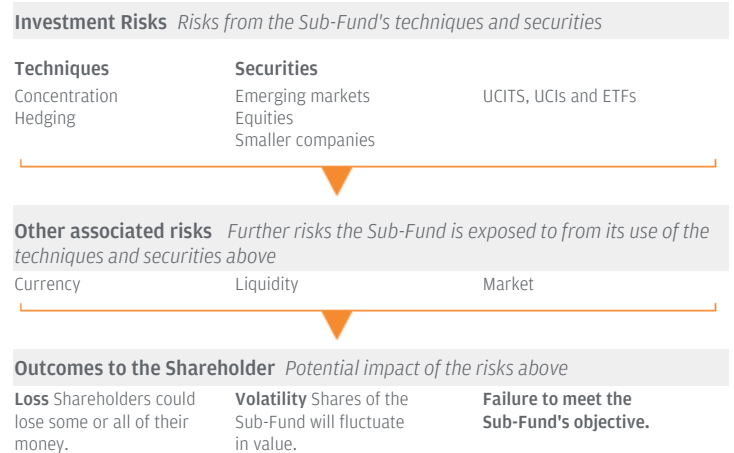 Investment Risks Risks from the Sub-Fund's techniques and securities
Techniques
Concentration
Hedging
Securities
Emerging markets
Equities
Smaller companies
UCITS, UCIs and ETFs
Other associated risks Further risks the Sub-Fund is exposed to from its use of the
techniques and securities above
Currency
Liquidity
Market
Outcomes to the Shareholder Potential impact of the risks above
Loss Shareholders could
lose some or all of their
money.
Volatility Shares of the
Sub-Fund will fluctuate
in value.
Failure to meet the
Sub-Fund's objective.